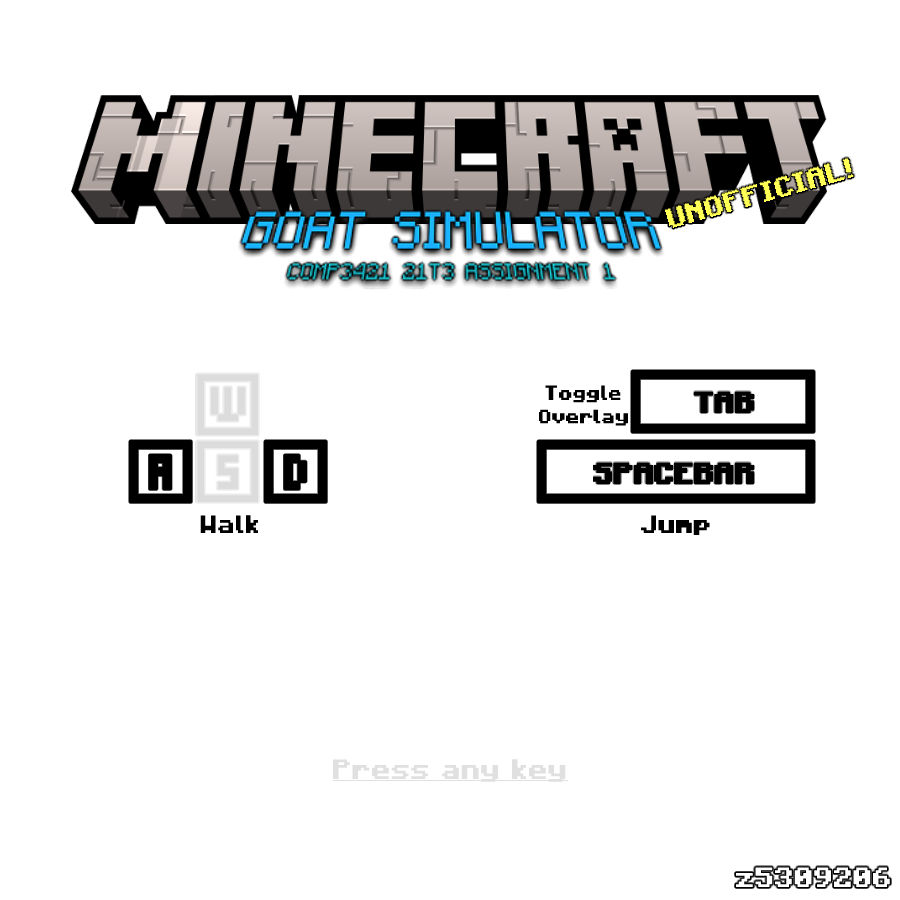 MINECRAFT
UNOFFICIAL!
GOAT SIMULATOR
COMP3421 21T3 ASSIGNMENT 1
W
A S D
Walk
Toggle
Overlay
TAB
SPACEBAR
Jump
Press any key
z5309206